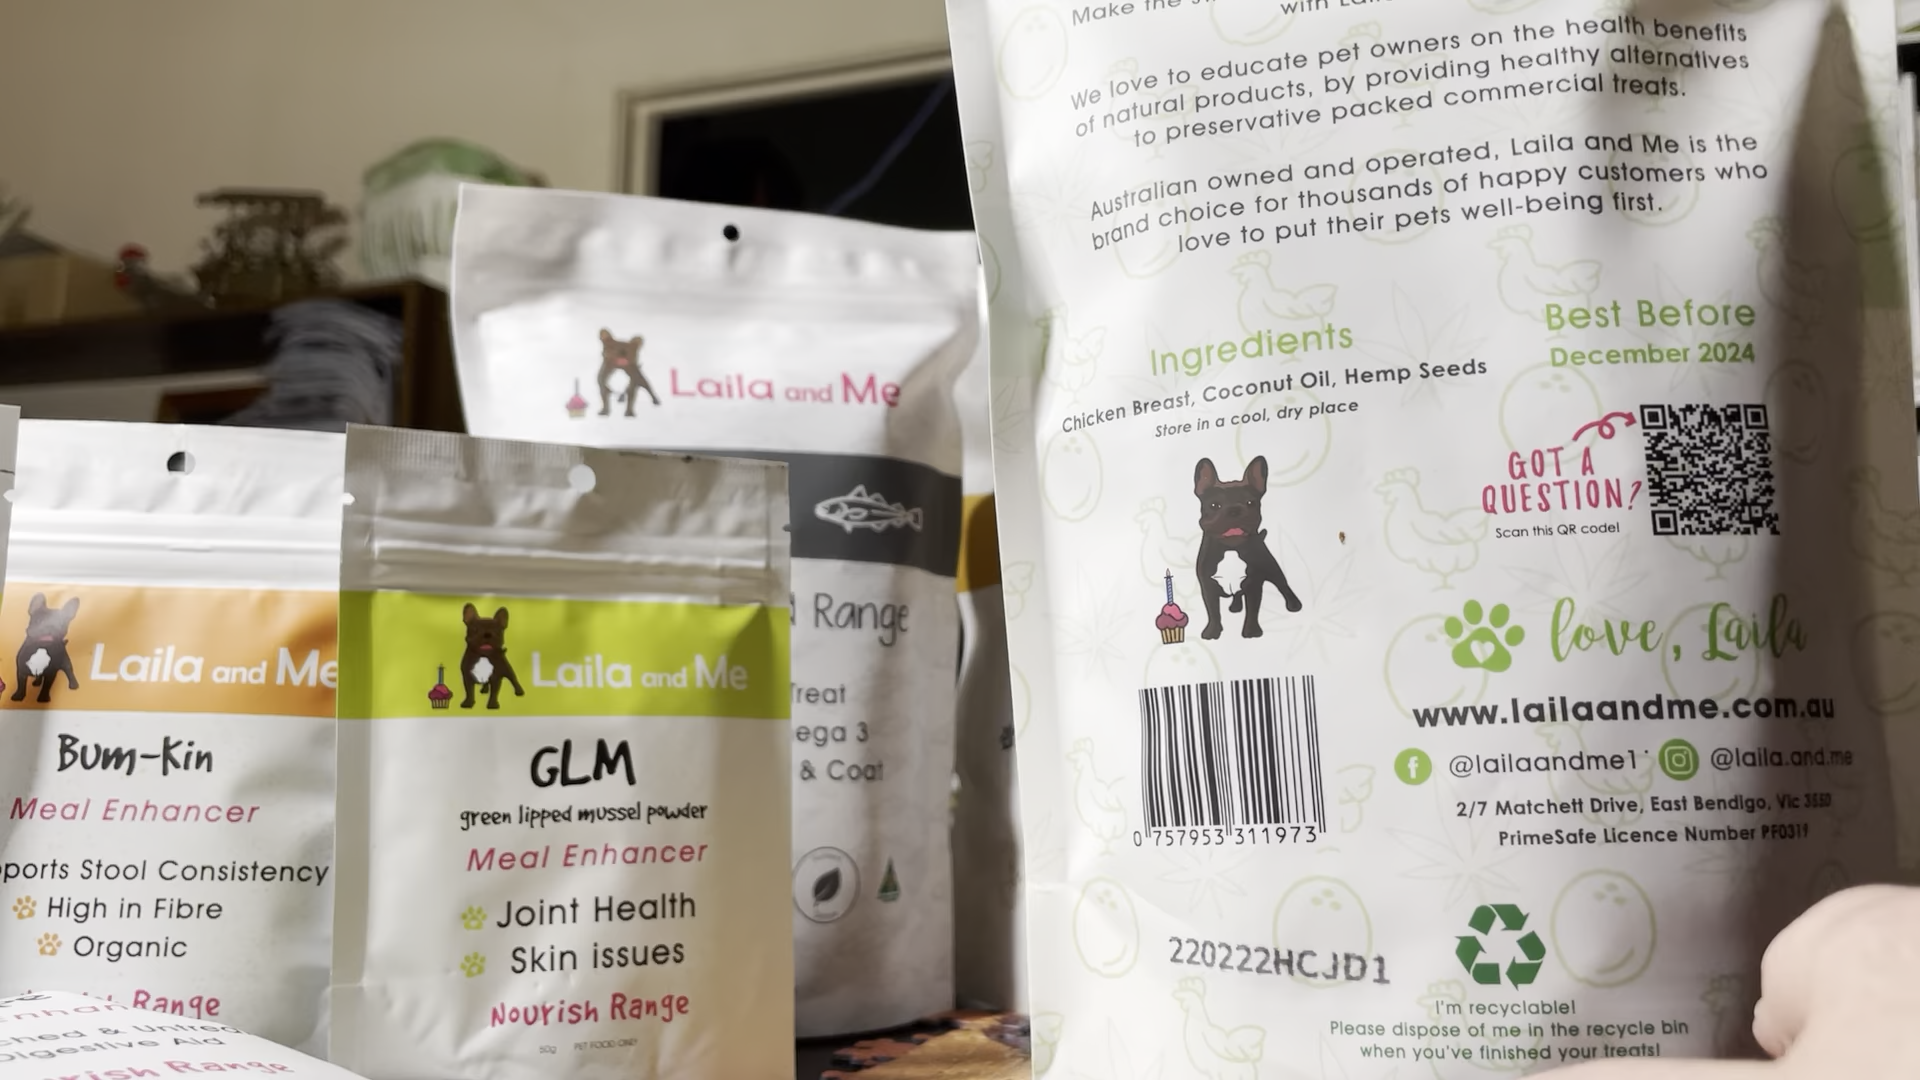 Make the
with
We love to educate pet owners on the health benefits
of natural products, by providing healthy alternatives
to preservative packed commercial treats.
Australian owned and operated, Laila and Me is the
brand choice for thousands of happy customers who
love to put their pets well-being first.
Ingredients
Chicken Breast, Coconut Oil, Hemp Seeds
Store in a cool, dry place
Best Before
December 2024
GOT A
QUESTION?
Scan this QR code!
love, Laila
www.lailaandme.com.au
@lailaandme1 @laila.and.me
2/7 Matchett Drive, East Bendigo, Vic 3550
PrimeSafe Licence Number PF031f
0 757953 311973
220222HCJD1
I'm recyclable!
Please dispose of me in the recycle bin
when you've finished your treats!
Laila and Me
Range
Treat
ega 3
& Coat
Laila and Me
GLM
green lipped mussel powder
Meal Enhancer
Joint Health
Skin issues
Nourish Range
50g PET FOOD ONLY
Laila and Me
Bum-Kin
Meal Enhancer
ports Stool Consistency
High in Fibre
Organic
Range
Digestive Aid
rish Range